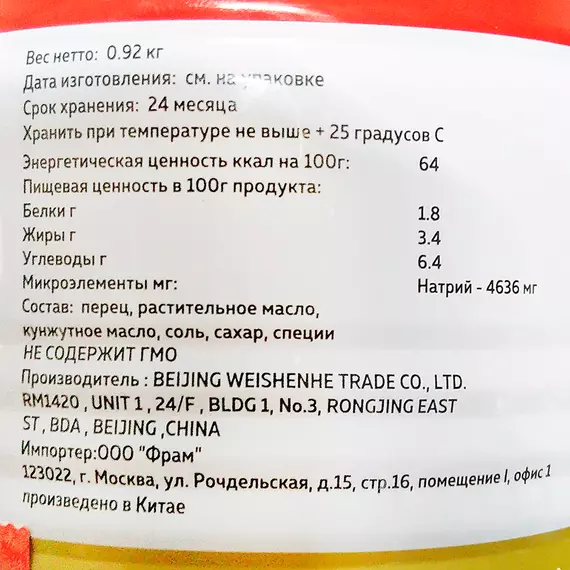 Вес нетто: 0.92 кг
Дата изготовления: см. на упаковке
Срок хранения: 24 месяца
Хранить при температуре не выше + 25 градусов С
Энергетическая ценность ккал на 100г: 64
Пищевая ценность в 100г продукта:
Белки г 1.8
Жиры г 3.4
Углеводы г 6.4
Микроэлементы мг: Натрий - 4636 мг
Состав: перец, растительное масло,
кунжутное масло, соль, сахар, специи
НЕ СОДЕРЖИТ ГМО
Производитель : BEIJING WEISHENHE TRADE CO., LTD.
RM1420 , UNIT 1 , 24/F , BLDG 1, No.3, RONGJING EAST
ST , BDA , BEIJING ,CHINA
Импортер:ООО "Фрам"
123022, г. Москва, ул. Рочдельская, д.15, стр.16, помещение I, офис 1
произведено в Китае